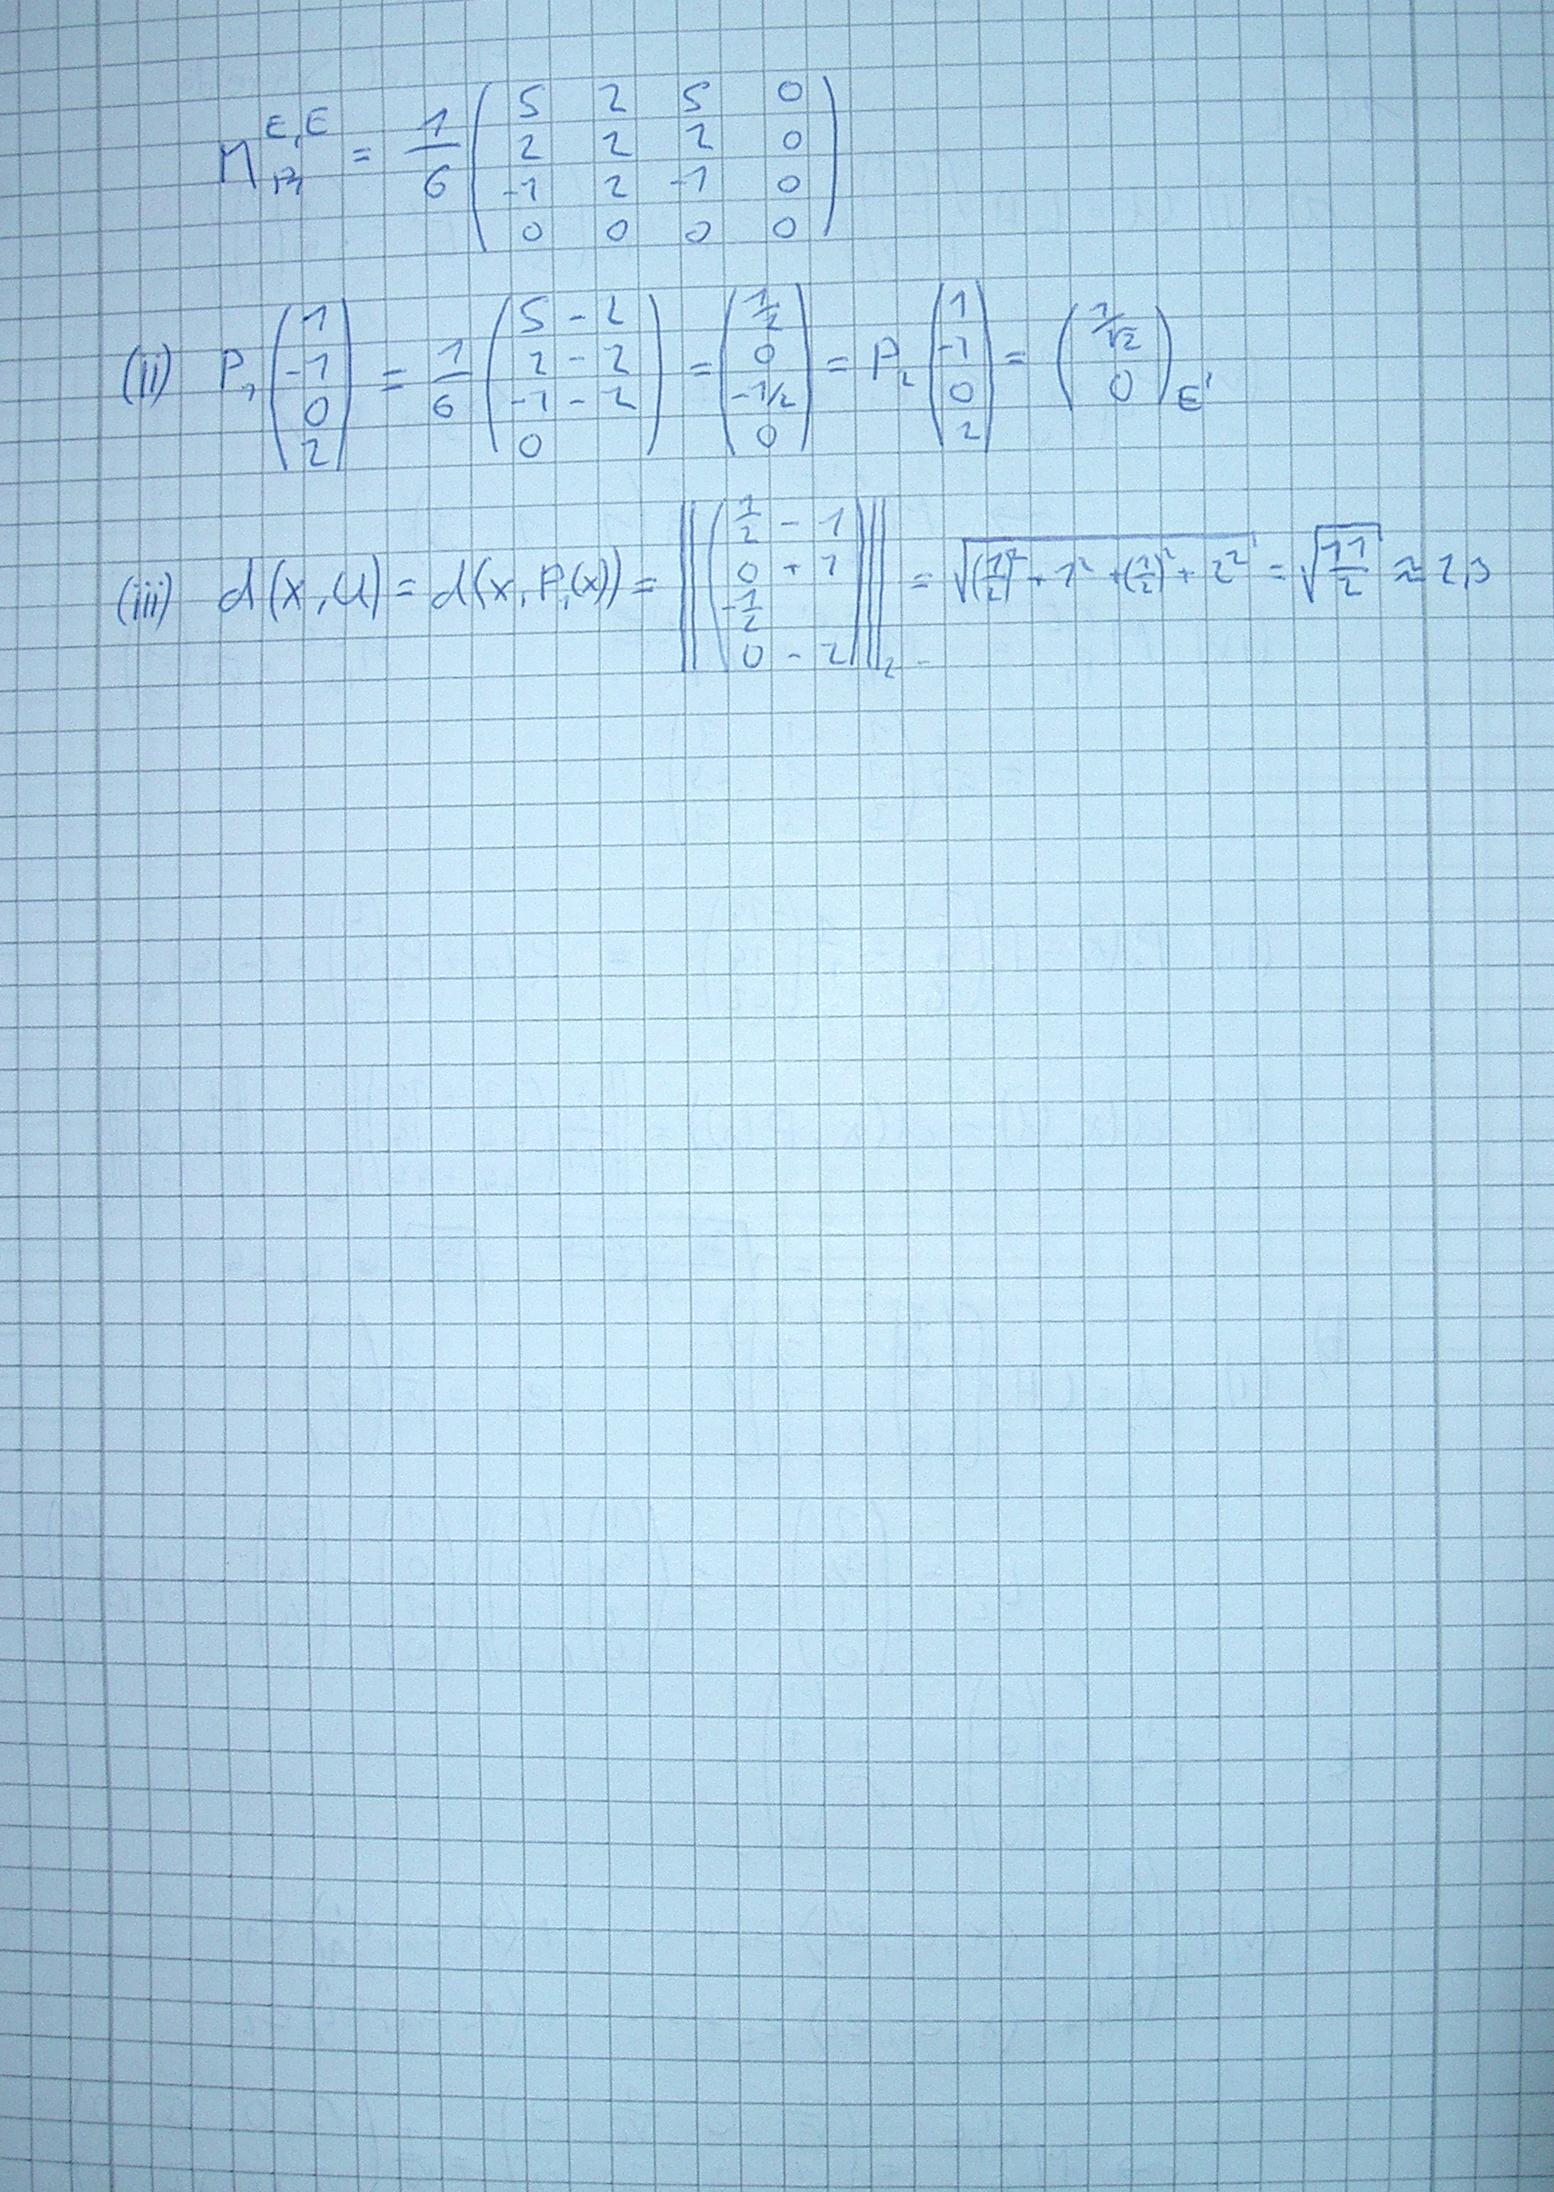 M_{P_1}^{E,E} = \frac{1}{6} \begin{pmatrix} 5 & 2 & 5 & 0 \\ 2 & 2 & 2 & 0 \\ -1 & 2 & -1 & 0 \\ 0 & 0 & 0 & 0 \end{pmatrix}
(ii) P_1 \begin{pmatrix} 1 \\ -1 \\ 0 \\ 2 \end{pmatrix} = \frac{1}{6} \begin{pmatrix} 5 - 2 \\ 2 - 2 \\ -1 - 2 \\ 0 \end{pmatrix} = \begin{pmatrix} \frac{1}{2} \\ 0 \\ -1/2 \\ 0 \end{pmatrix} = P_2 \begin{pmatrix} 1 \\ -1 \\ 0 \\ 2 \end{pmatrix} = \begin{pmatrix} \frac{1}{\sqrt{2}} \\ 0 \end{pmatrix}_{E'}
(iii) d(x, U) = d(x, P_1(x)) = \left\| \begin{pmatrix} \frac{1}{2} - 1 \\ 0 + 1 \\ -\frac{1}{2} \\ 0 - 2 \end{pmatrix} \right\|_2 = \sqrt{(\frac{1}{2})^2 + 1^2 + (\frac{1}{2})^2 + 2^2} = \sqrt{\frac{11}{2}} ≈ 2,3